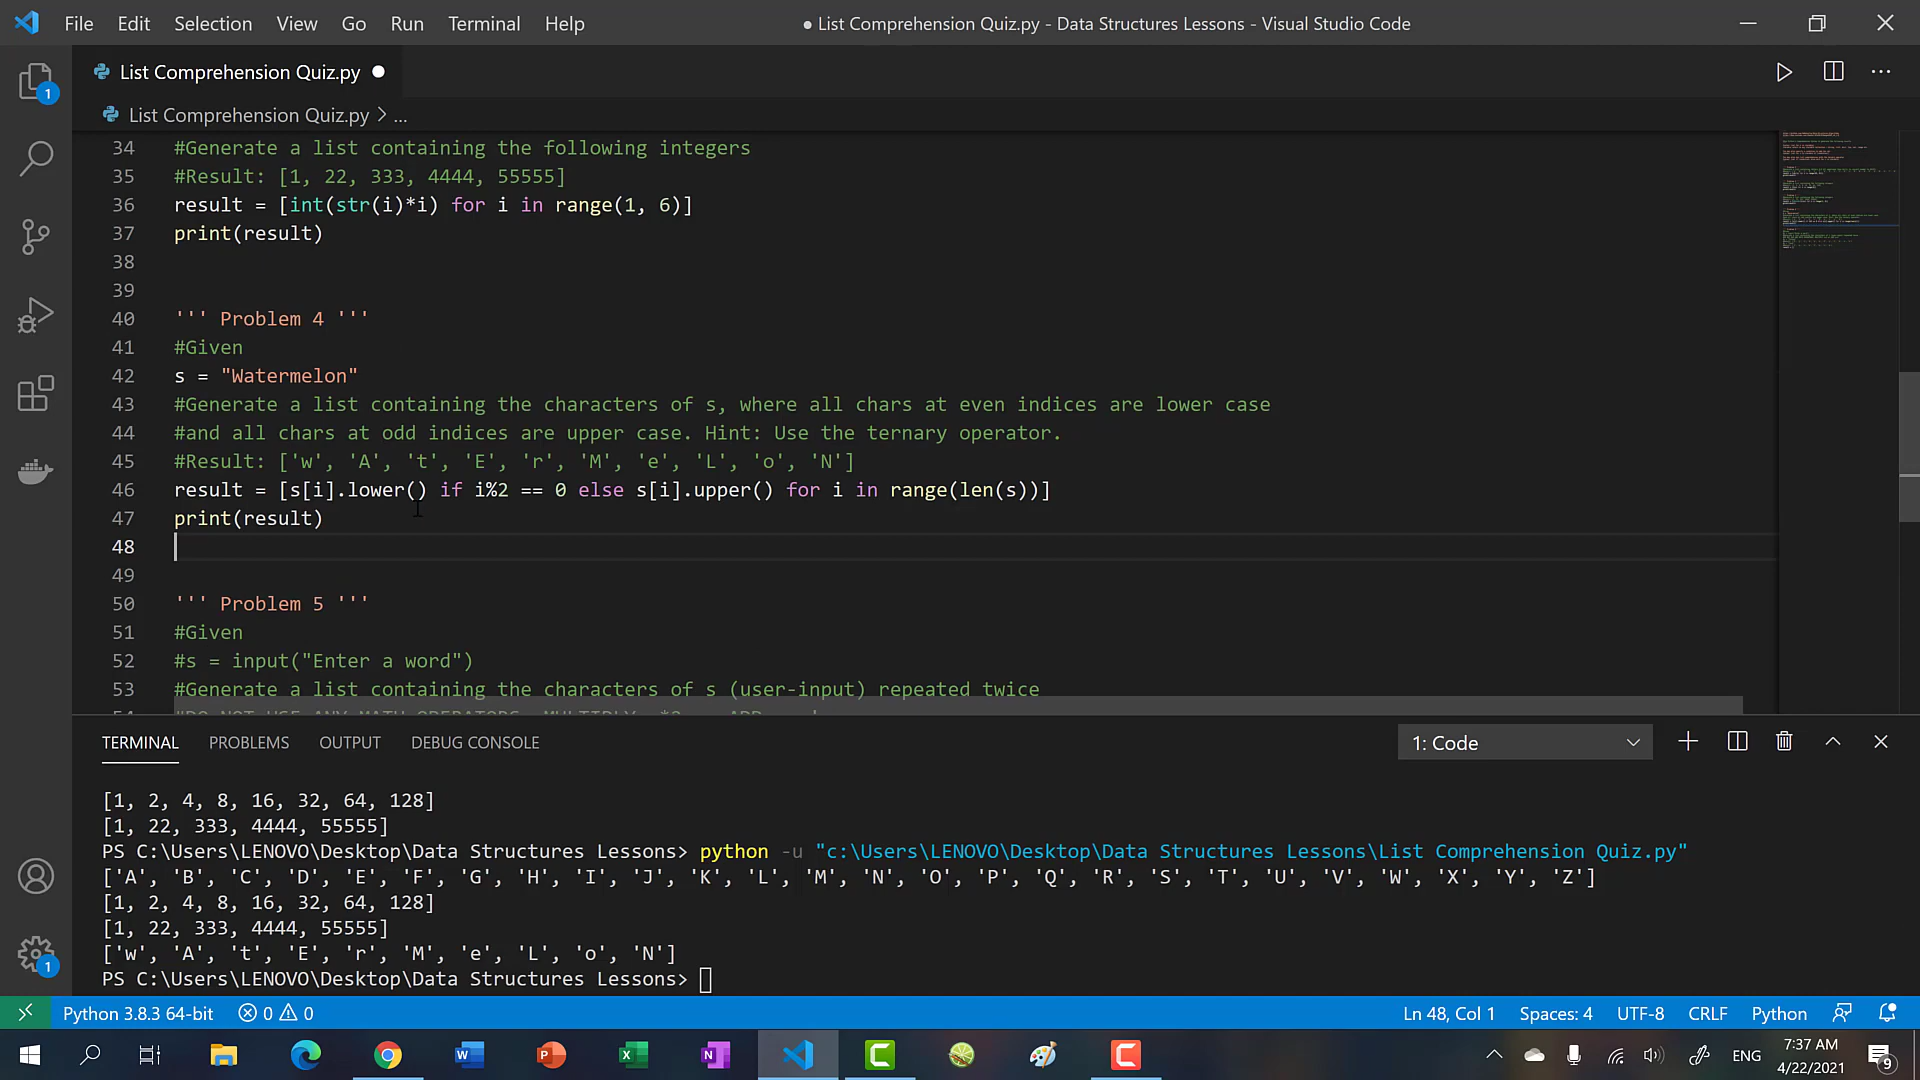 File Edit Selection View Go Run Terminal Help
● List Comprehension Quiz.py - Data Structures Lessons - Visual Studio Code
List Comprehension Quiz.py
List Comprehension Quiz.py > ...
34 #Generate a list containing the following integers
35 #Result: [1, 22, 333, 4444, 55555]
36 result = [int(str(i)*i) for i in range(1, 6)]
37 print(result)
38
39
40 ''' Problem 4 '''
41 #Given
42 s = "Watermelon"
43 #Generate a list containing the characters of s, where all chars at even indices are lower case
44 #and all chars at odd indices are upper case. Hint: Use the ternary operator.
45 #Result: ['w', 'A', 't', 'E', 'r', 'M', 'e', 'L', 'o', 'N']
46 result = [s[i].lower() if i%2 == 0 else s[i].upper() for i in range(len(s))]
47 print(result)
48
49
50 ''' Problem 5 '''
51 #Given
52 #s = input("Enter a word")
53 #Generate a list containing the characters of s (user-input) repeated twice
1
TERMINAL PROBLEMS OUTPUT DEBUG CONSOLE
1: Code
[1, 2, 4, 8, 16, 32, 64, 128]
[1, 22, 333, 4444, 55555]
PS C:\Users\LENOVO\Desktop\Data Structures Lessons> python -u "c:\Users\LENOVO\Desktop\Data Structures Lessons\List Comprehension Quiz.py"
['A', 'B', 'C', 'D', 'E', 'F', 'G', 'H', 'I', 'J', 'K', 'L', 'M', 'N', 'O', 'P', 'Q', 'R', 'S', 'T', 'U', 'V', 'W', 'X', 'Y', 'Z']
[1, 2, 4, 8, 16, 32, 64, 128]
[1, 22, 333, 4444, 55555]
['w', 'A', 't', 'E', 'r', 'M', 'e', 'L', 'o', 'N']
PS C:\Users\LENOVO\Desktop\Data Structures Lessons>
1
Python 3.8.3 64-bit 0 0
Ln 48, Col 1 Spaces: 4 UTF-8 CRLF Python
ENG
7:37 AM
4/22/2021
9